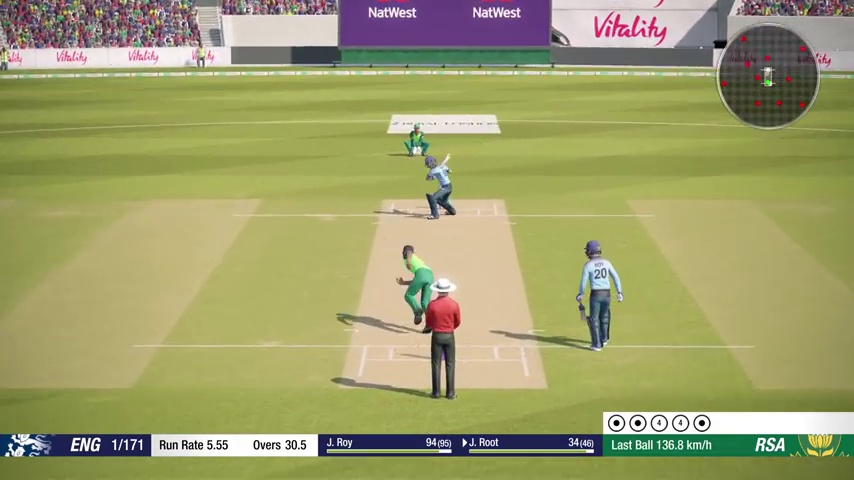 NatWest
NatWest
Vitality
Vitality
Vitality
ROY
20
4 4
ENG 1/171
Run Rate 5.55 Overs 30.5
J. Roy 94 (95)
J. Root 34 (46)
Last Ball 136.8 km/h
RSA